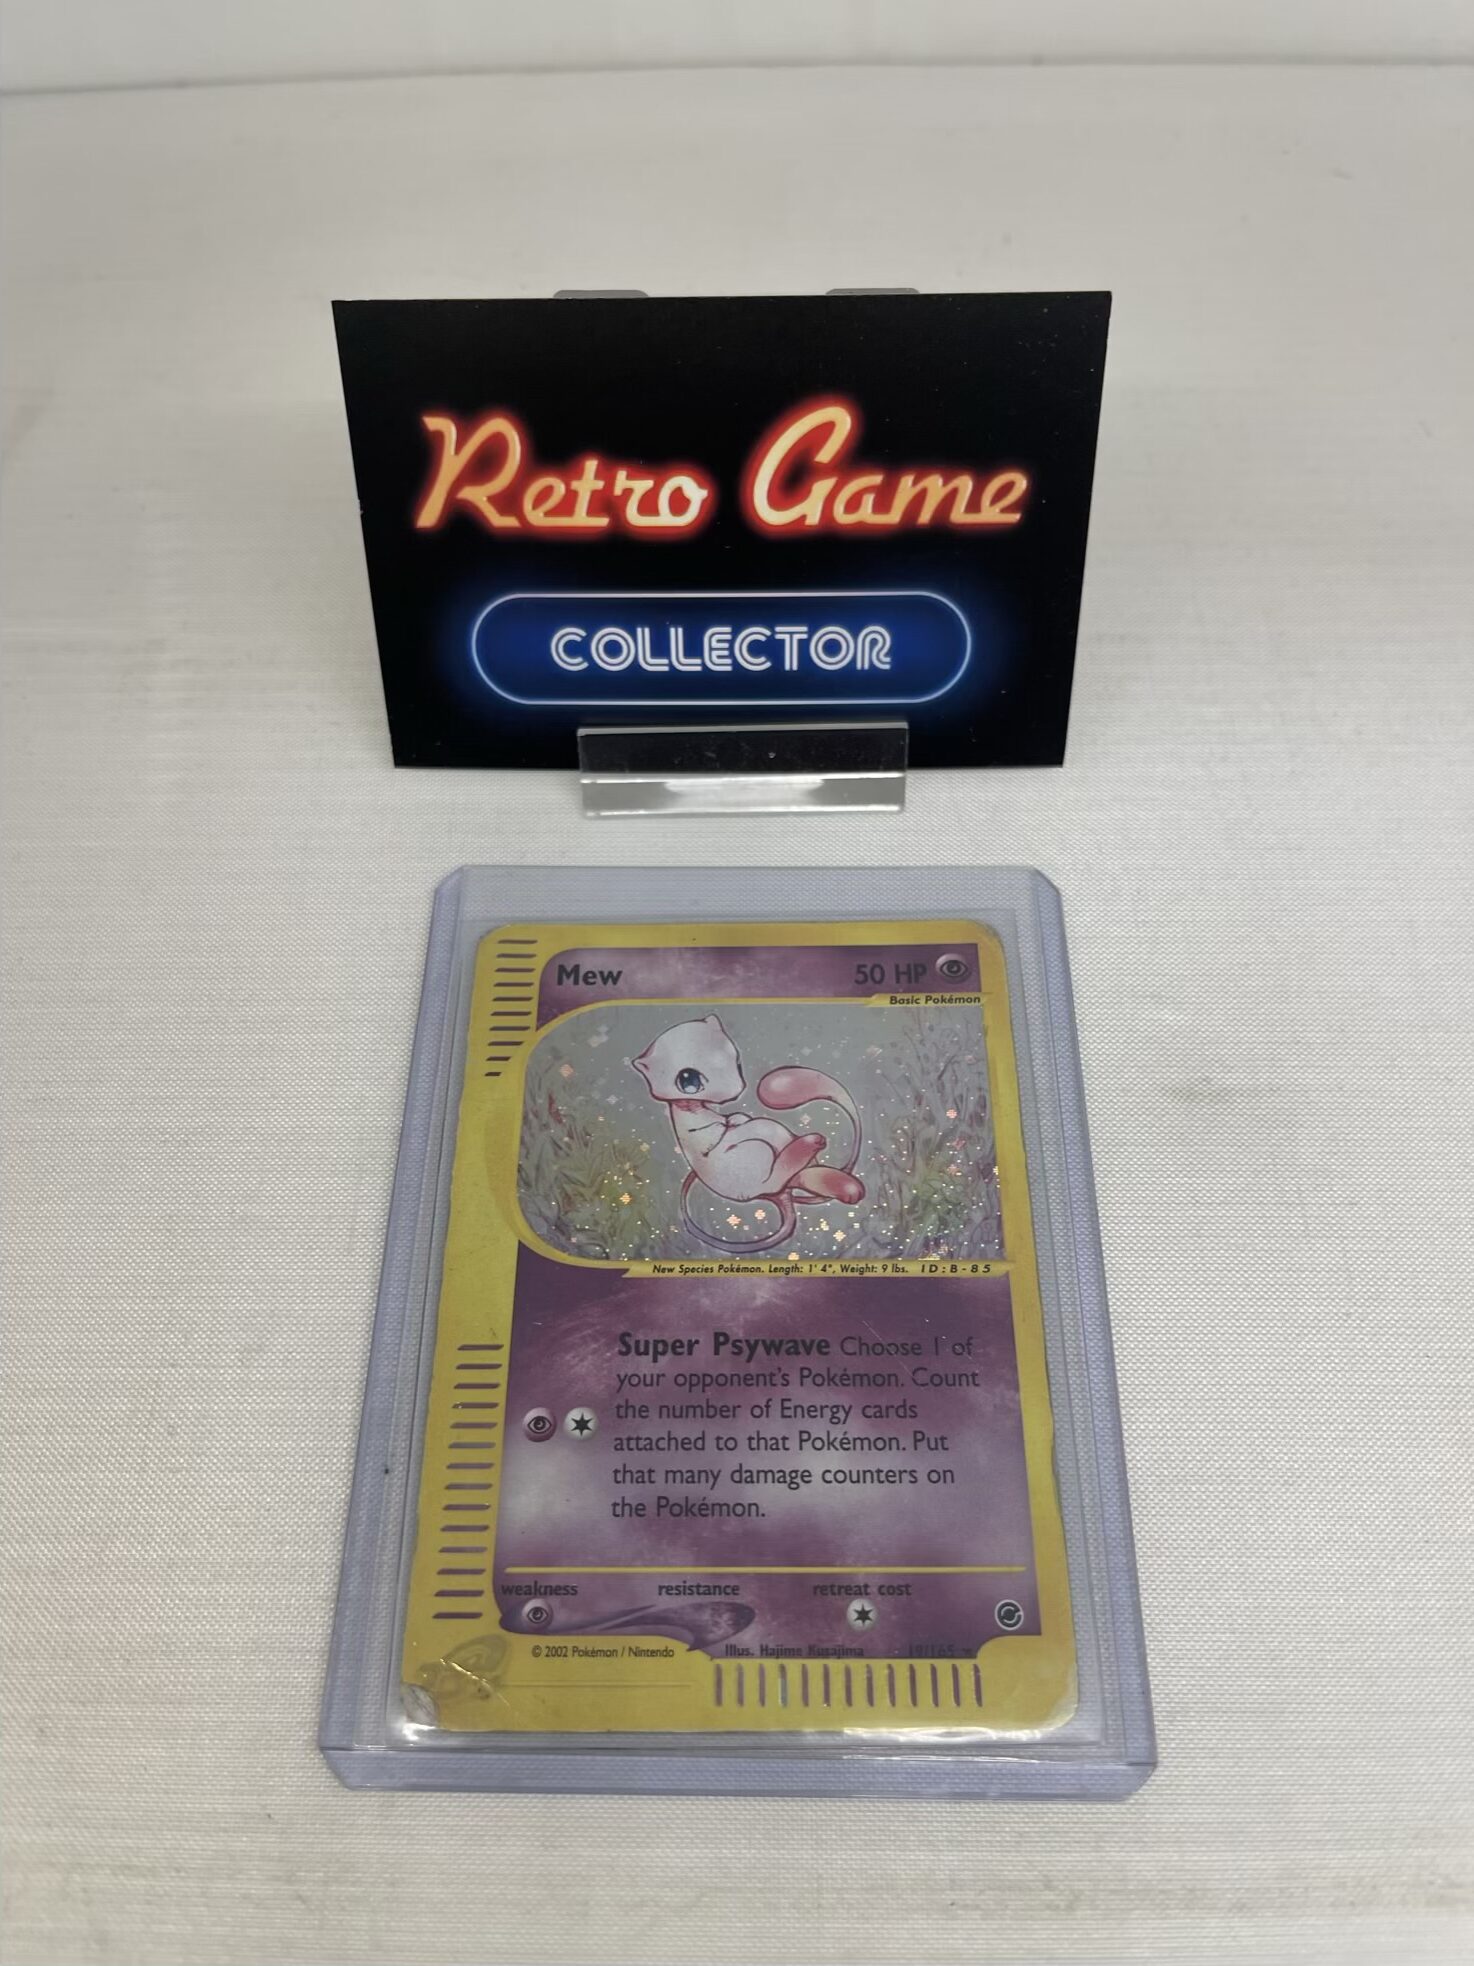 Retro Game
COLLECTOR
Mew 50 HP
Basic Pokémon
New Species Pokémon. Length: 1' 4", Weight: 9 lbs. ID:B-85
Super Psywave Choose 1 of
your opponent's Pokémon. Count
the number of Energy cards
attached to that Pokémon. Put
that many damage counters on
the Pokémon.
weakness resistance retreat cost
© 2002 Pokémon / Nintendo Illus. Hajime Kusajima 19/165